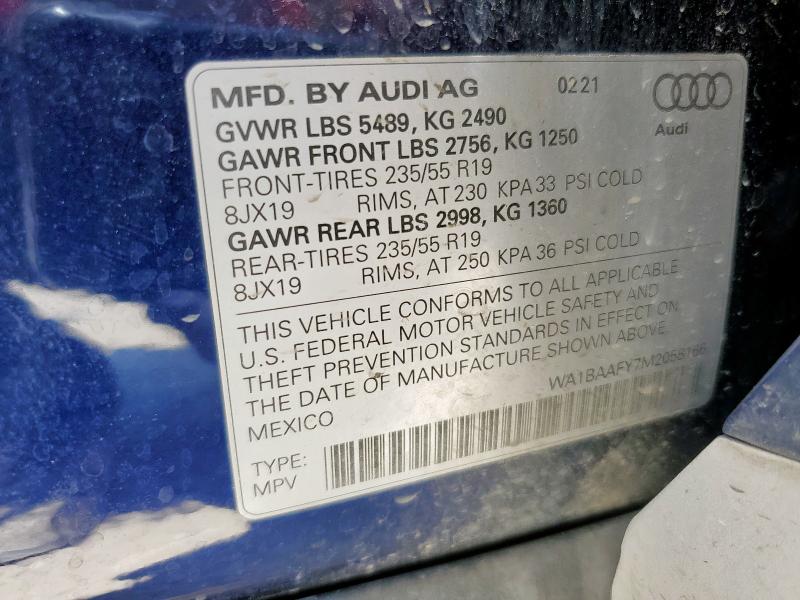 MFD. BY AUDI AG 0221
Audi
GVWR LBS 5489, KG 2490
GAWR FRONT LBS 2756, KG 1250
FRONT-TIRES 235/55 R19
8JX19 RIMS, AT 230 KPA 33 PSI COLD
GAWR REAR LBS 2998, KG 1360
REAR-TIRES 235/55 R19
8JX19 RIMS, AT 250 KPA 36 PSI COLD
THIS VEHICLE CONFORMS TO ALL APPLICABLE
U.S. FEDERAL MOTOR VEHICLE SAFETY AND
THEFT PREVENTION STANDARDS IN EFFECT ON
THE DATE OF MANUFACTURE SHOWN ABOVE.
MEXICO WA1BAAFY7M2058166
TYPE:
MPV